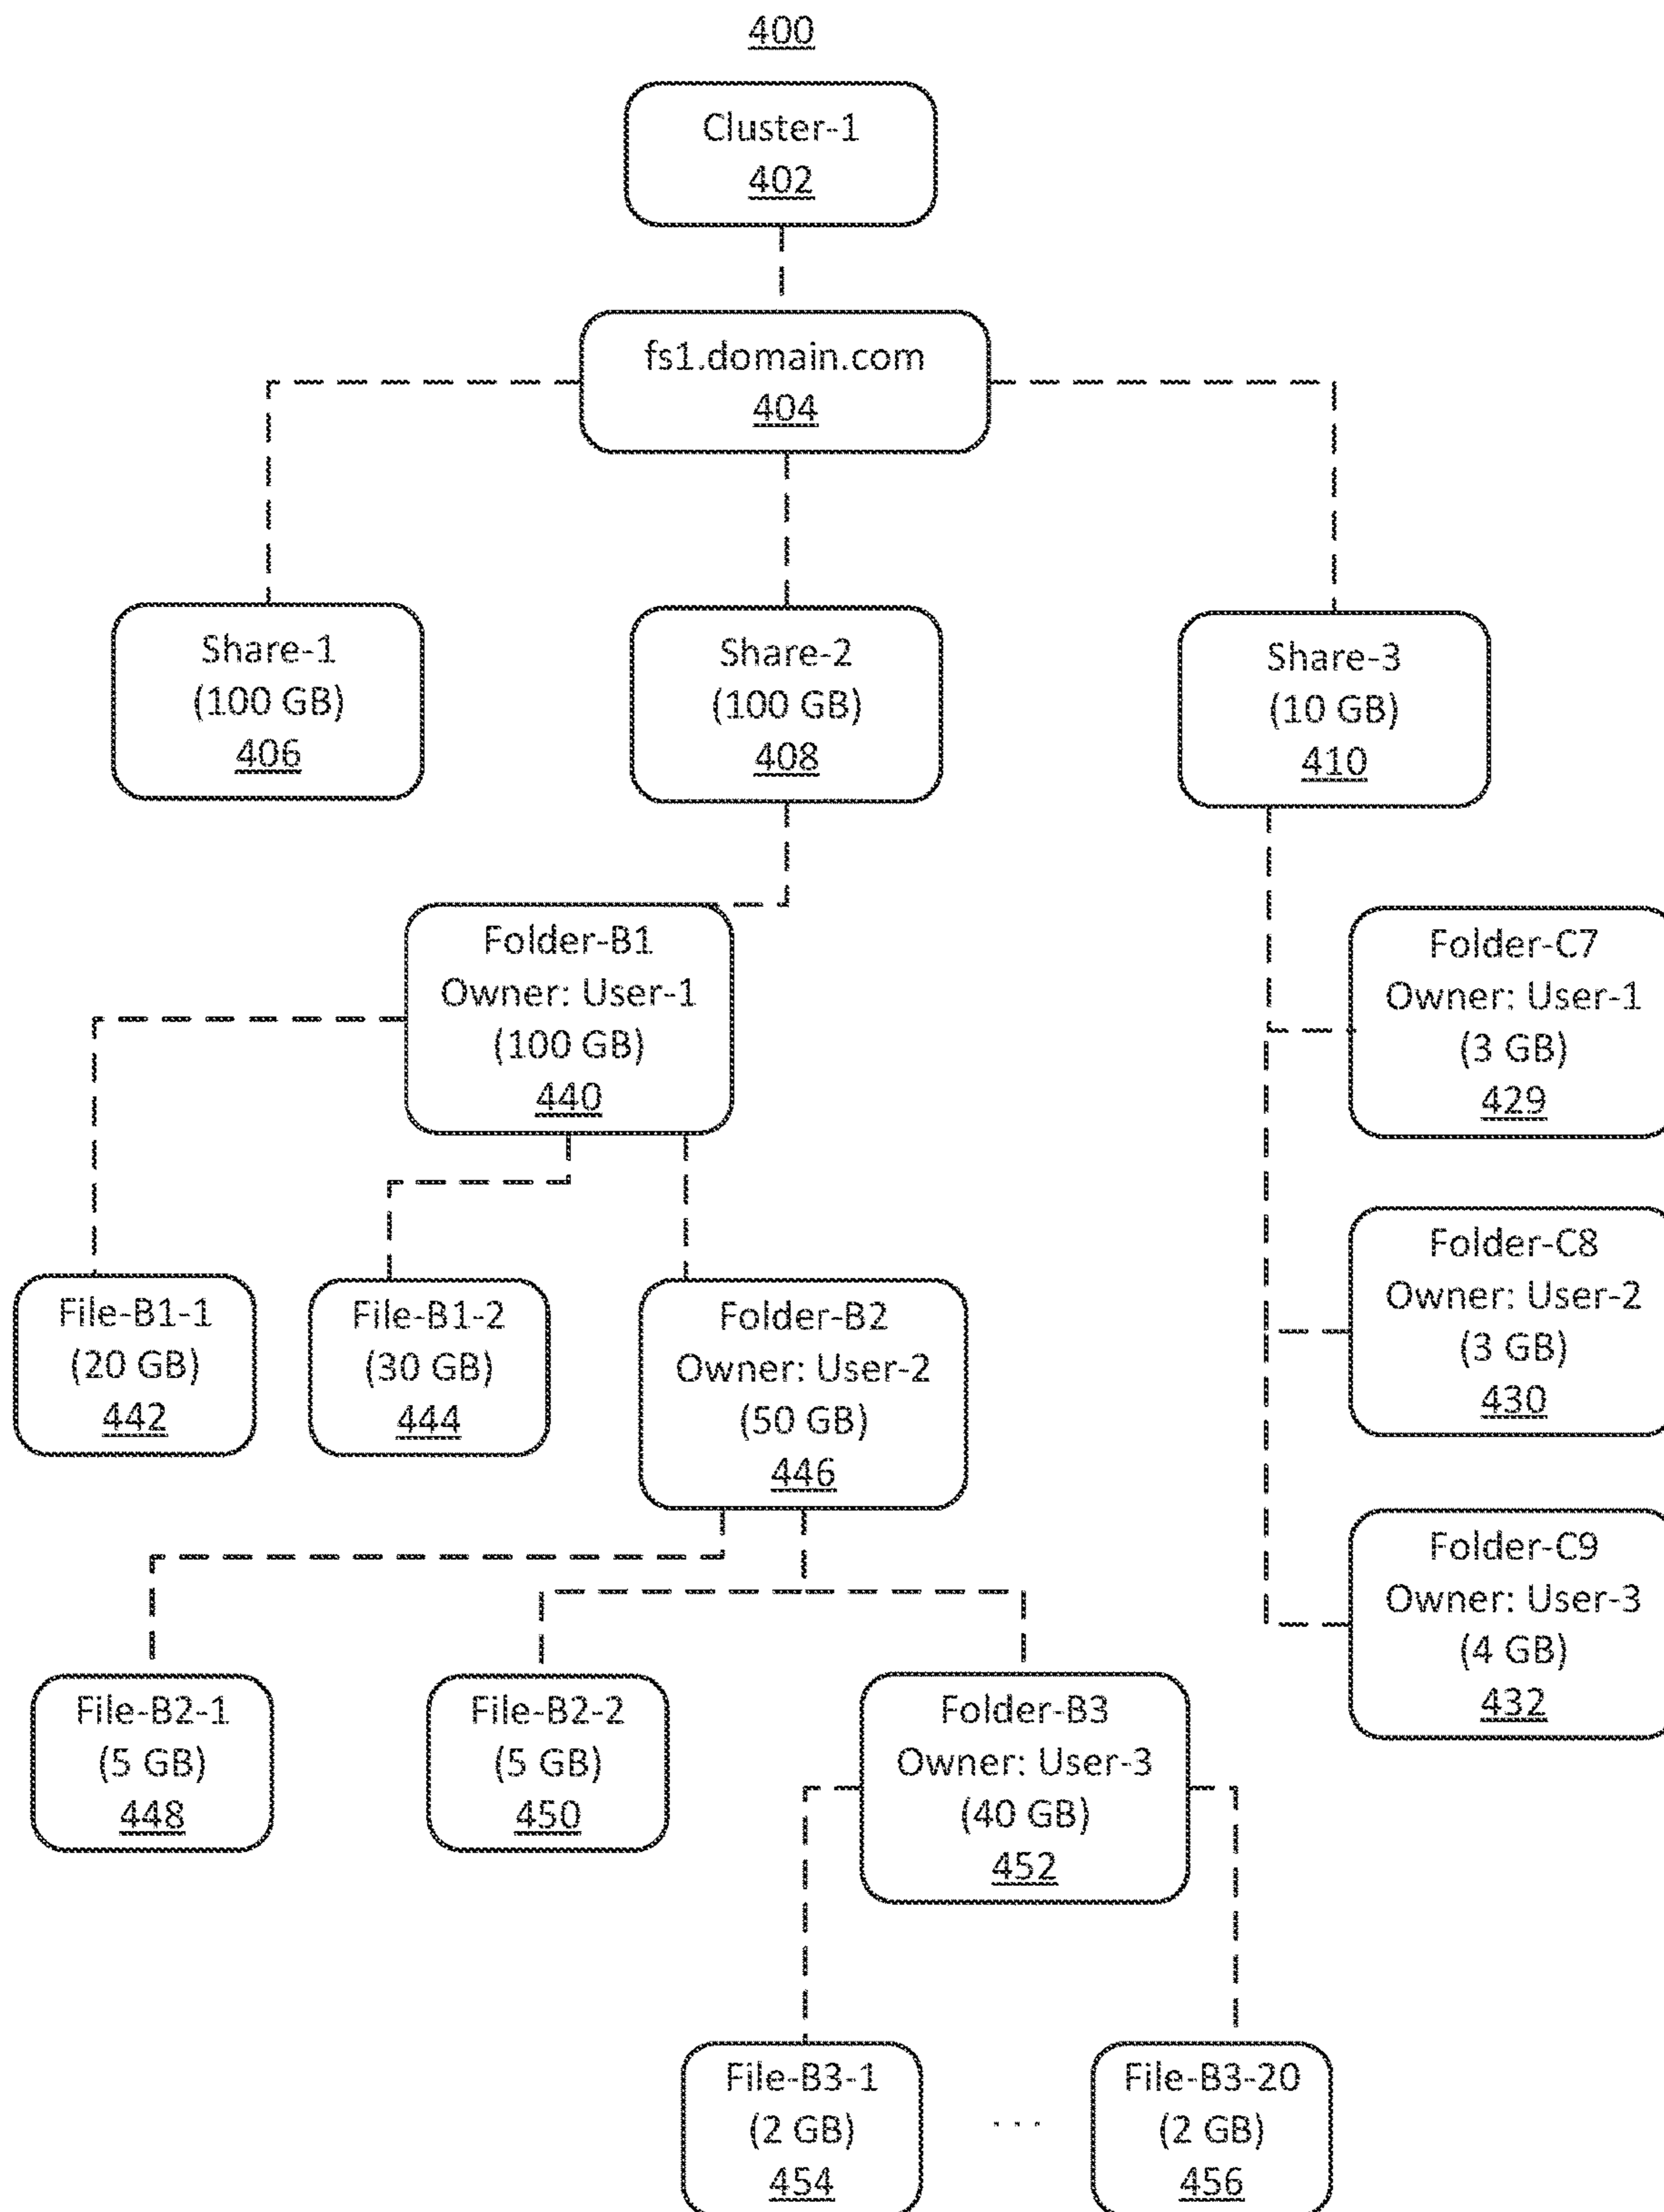 400
Cluster-1
402
fs1.domain.com
404
Share-1
(100 GB)
406
Share-2
(100 GB)
408
Share-3
(10 GB)
410
Folder-B1
Owner: User-1
(100 GB)
440
Folder-C7
Owner: User-1
(3 GB)
429
File-B1-1
(20 GB)
442
File-B1-2
(30 GB)
444
Folder-B2
Owner: User-2
(50 GB)
446
Folder-C8
Owner: User-2
(3 GB)
430
Folder-C9
Owner: User-3
(4 GB)
432
File-B2-1
(5 GB)
448
File-B2-2
(5 GB)
450
Folder-B3
Owner: User-3
(40 GB)
452
File-B3-1
(2 GB)
454
...
File-B3-20
(2 GB)
456